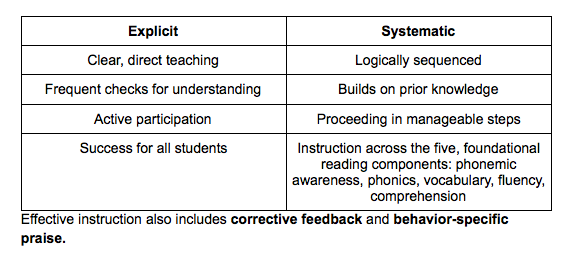 Explicit Systematic
Clear, direct teaching Logically sequenced
Frequent checks for understanding Builds on prior knowledge
Active participation Proceeding in manageable steps
Success for all students Instruction across the five, foundational
reading components: phonemic
awareness, phonics, vocabulary, fluency,
comprehension
Effective instruction also includes corrective feedback and behavior-specific
praise.